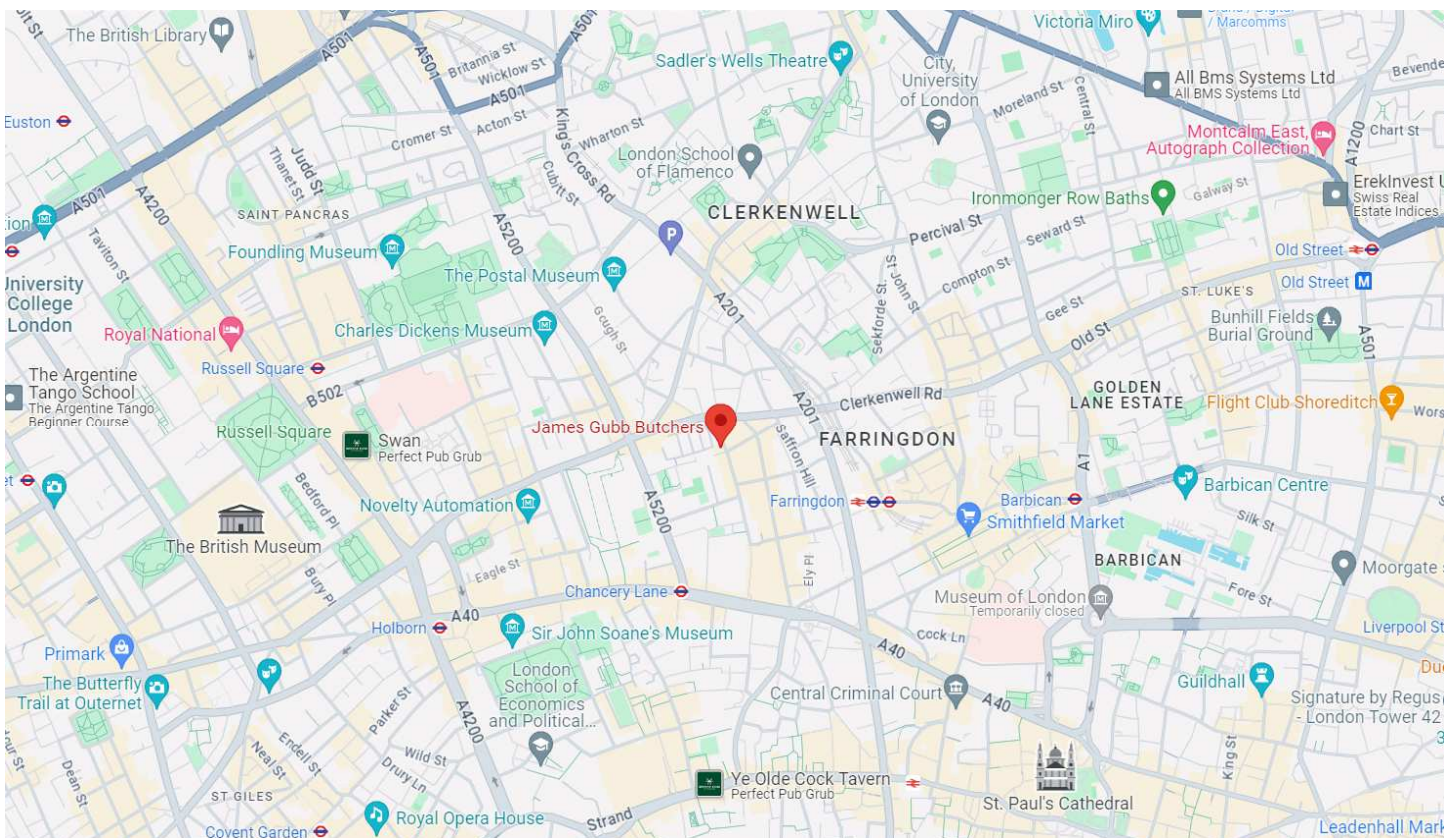 The British Library
A501
Britannia St
Wicklow St
A501
A501
A501
Sadler's Wells Theatre
City,
University
of London
Victoria Miro
/ Marcomms
All Bms Systems Ltd
All BMS Systems Ltd
Moreland St
Central St
Montcalm East,
Autograph Collection
A1200
Chart St
Euston
Cromer St
Acton St
King's Cross Rd
Wharton St
Cubitt St
London School
of Flamenco
Judd St
Thanet St
A4200
A501
SAINT PANCRAS
Taviton St
A5200
CLERKENWELL
Percival St
Seward St
Compton St
Ironmonger Row Baths
Galway St
ErekInvest
Swiss Real
Estate Indices
Old Street
Old Street M
ST. LUKE'S
Foundling Museum
P
The Postal Museum
University
College
London
Royal National
Charles Dickens Museum
Gough St
A201
Sekforde St.
St John St
Gee St
Old St
Bunhill Fields
Burial Ground
A501
Russell Square
B502
The Argentine
Tango School
The Argentine Tango
Beginner Course
Russell Square
Swan
Perfect Pub Grub
James Gubb Butchers
A201
Clerkenwell Rd
Saffron Hill
FARRINGDON
GOLDEN
LANE ESTATE
Flight Club Shoreditch
A1
Bedford Pl
Novelty Automation
A5200
Farringdon
Barbican
Smithfield Market
Barbican Centre
Silk St
The British Museum
Bury Pl
Eagle St
Ely Pl
BARBICAN
Moorgate
Fore St
Chancery Lane
Museum of London
Temporarily closed
A40
Holborn
Sir John Soane's Museum
Cock Ln
A40
Liverpool St
Primark
The Butterfly
Trail at Outernet
London
School of
Economics
and Political...
Central Criminal Court
A40
Guildhall
Signature by Regus
- London Tower 42
Parker St
A4200
Endell St
Neal St
Wild St
Drury Ln
Dean St
ST GILES
Ye Olde Cock Tavern
Perfect Pub Grub
St. Paul's Cathedral
King St
Royal Opera House
Strand
Covent Garden
Leadenhall